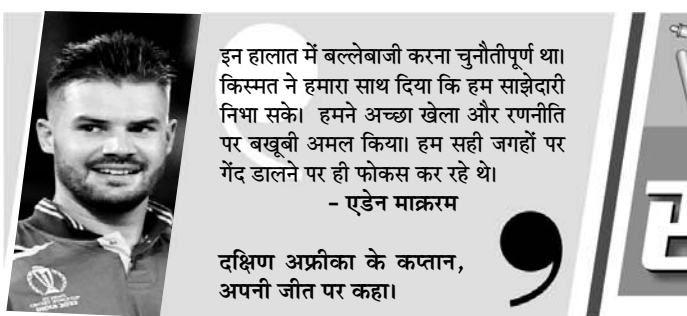 इन हालात में बल्लेबाजी करना चुनौतीपूर्ण था।
किस्मत ने हमारा साथ दिया कि हम साझेदारी
निभा सके। हमने अच्छा खेला और रणनीति
पर बखूबी अमल किया। हम सही जगहों पर
गेंद डालने पर ही फोकस कर रहे थे।
- एडेन माक्ररम
दक्षिण अफ्रीका के कप्तान,
अपनी जीत पर कहा।